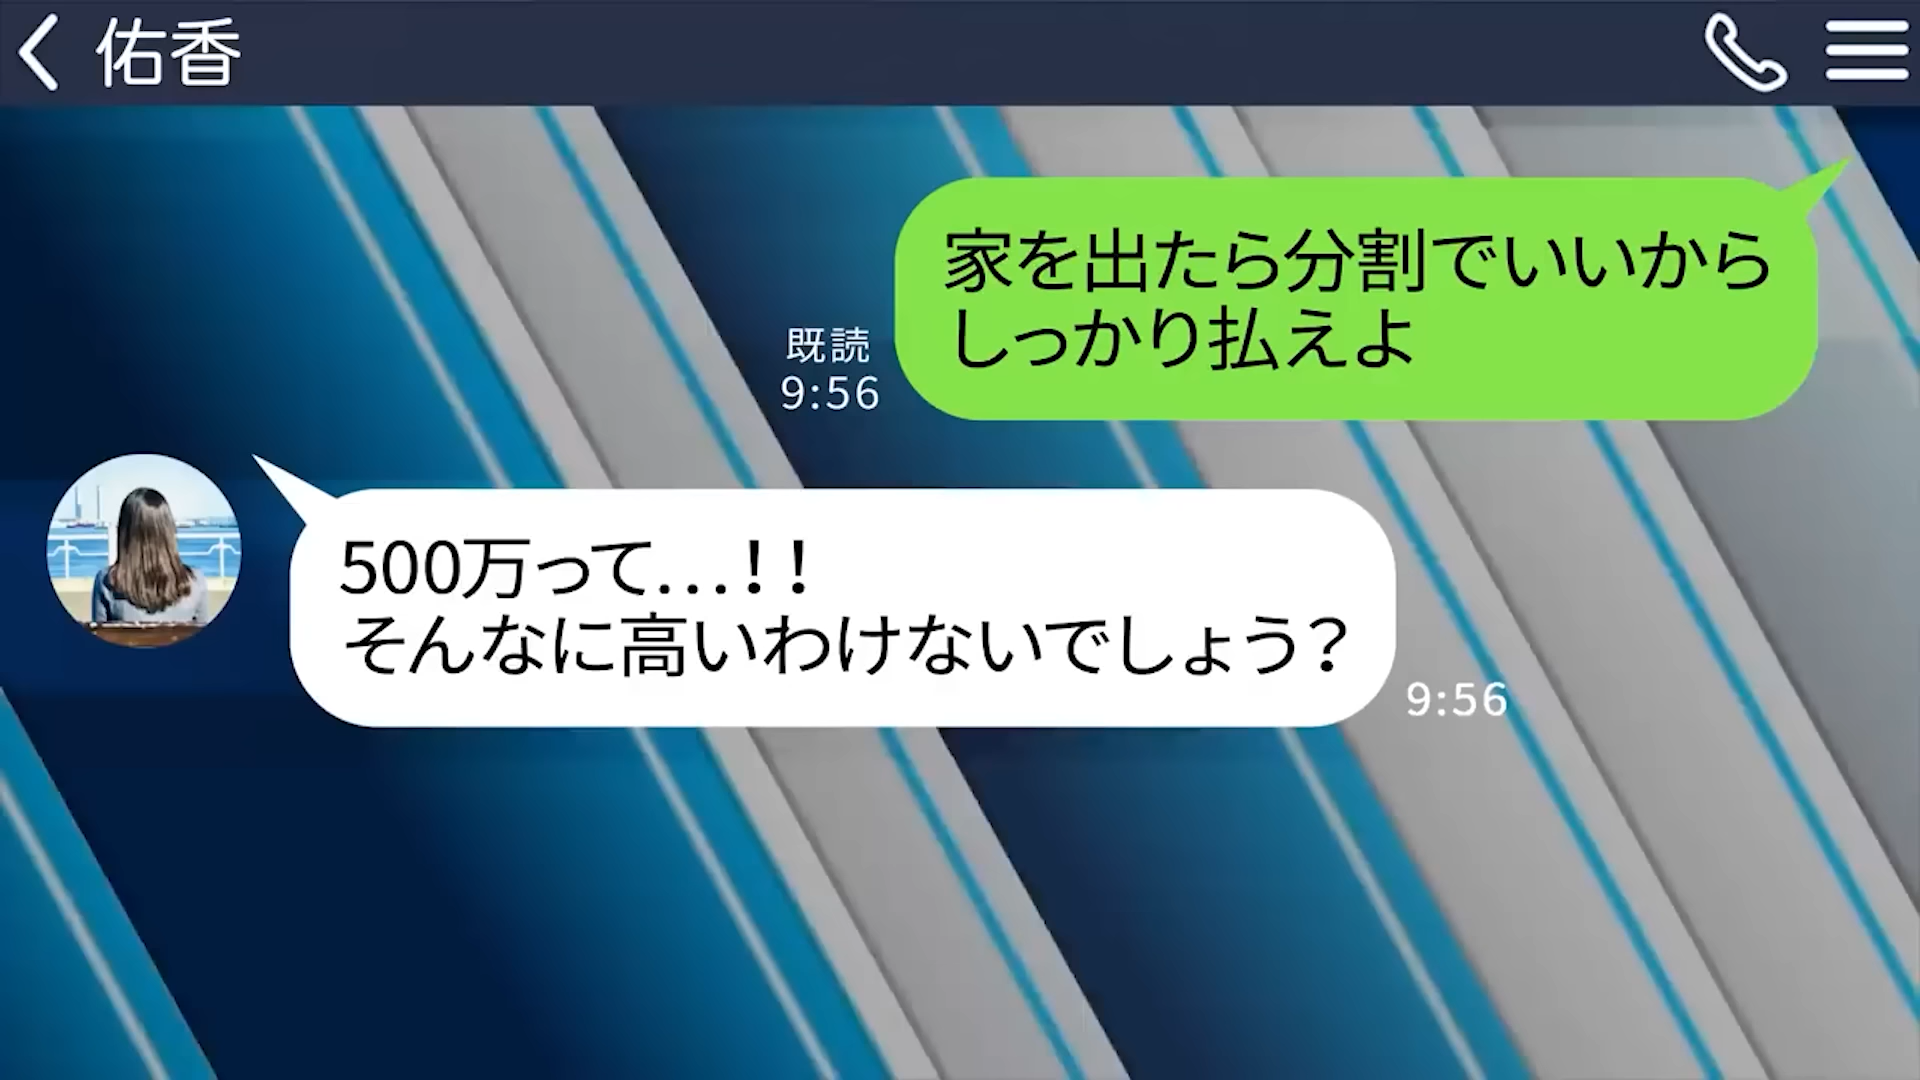 佑香
家を出たら分割でいいから
しっかり払えよ
既読
9:56
500万って...!!
そんなに高いわけないでしょう?
9:56